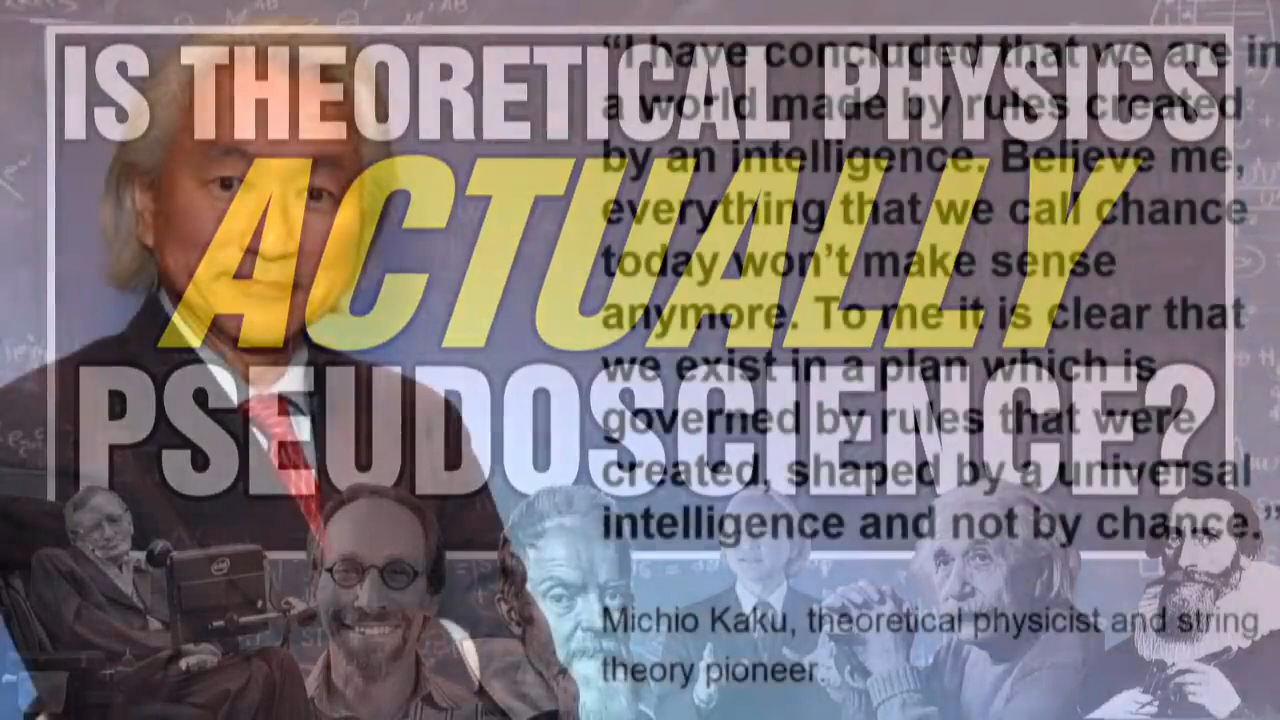 IS THEORETICAL PHYSICS
ACTUALLY
PSEUDOSCIENCE?
“I have concluded that we are in
a world made by rules created
by an intelligence. Believe me,
everything that we call chance
today won’t make sense
anymore. To me it is clear that
we exist in a plan which is
governed by rules that were
created, shaped by a universal
intelligence and not by chance.”
Michio Kaku, theoretical physicist and string
theory pioneer.
intel